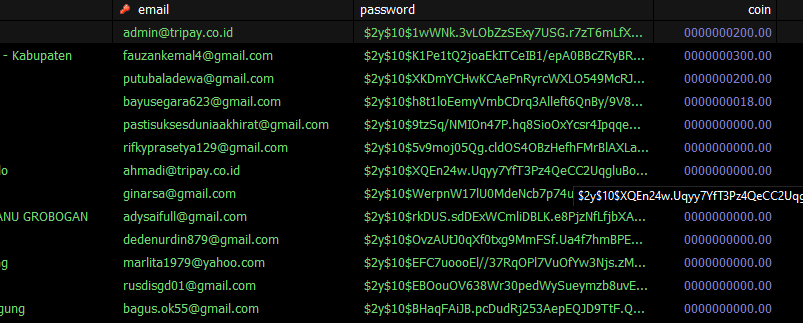 email password coin
admin@tripay.co.id $2y$10$1wWNk.3vLObZzSExy7USG.r7zT6mLfX... 0000000200.00
- Kabupaten fauzankemal4@gmail.com $2y$10$K1Pe1tQ2joaEkITCeIB1/epA0BBcZRyBR... 0000000300.00
putubaladewa@gmail.com $2y$10$XKDmYCHwKCAePnRyrcWXLO549McRJ... 0000000200.00
bayusegara623@gmail.com $2y$10$h8t1loEemyVmbCDrq3Alleft6QnBy/9V8... 0000000018.00
pastisuksesduniaakhirat@gmail.com $2y$10$9tzSq/NMIOn47P.hq8SioOxYcsr4Ipqqe... 0000000000.00
rifkyprasetya129@gmail.com $2y$10$5v9moj05Qg.cldOS4OBzHefhFMrBlAXLa... 0000000000.00
lo ahmadi@tripay.co.id $2y$10$XQEn24w.Uqyy7YfT3Pz4QeCC2UqgluBo... 0000000000.00
ginarsa@gmail.com $2y$10$WerpnW17lU0MdeNcb7p74u
$2y$10$XQEn24w.Uqyy7YfT3Pz4QeCC2Uqg
ANU GROBOGAN adysaifull@gmail.com $2y$10$rkDUS.sdDExWCmliDBLK.e8PjzNfLfjbXA... 0000000000.00
dedenurdin879@gmail.com $2y$10$OvzAUtJ0qXf0txg9MmFSf.Ua4f7hmBPE... 0000000000.00
ng marlita1979@yahoo.com $2y$10$EFC7uoooEl//37RqOPl7VuOfYw3Njs.zM... 0000000000.00
rusdisgd01@gmail.com $2y$10$EBOouOV638Wr30pedWySueymzb8uvE... 0000000000.00
gung bagus.ok55@gmail.com $2y$10$BHaqFAiJB.pcDudRj253AepEQJD9TtF.Q... 0000000000.00